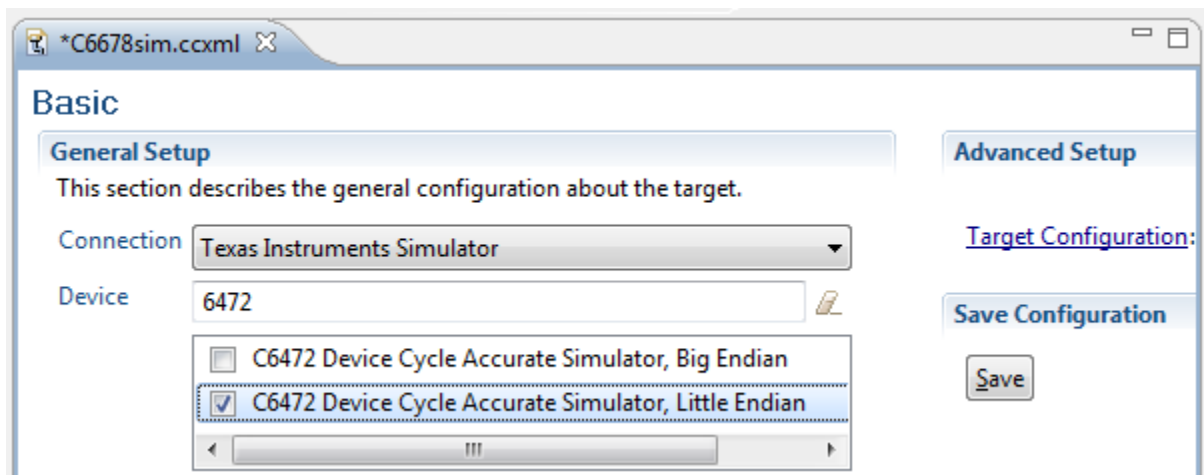 *C6678sim.ccxml
Basic
General Setup
This section describes the general configuration about the target.
Connection Texas Instruments Simulator
Device 6472
C6472 Device Cycle Accurate Simulator, Big Endian
C6472 Device Cycle Accurate Simulator, Little Endian
Advanced Setup
Target Configuration:
Save Configuration
Save